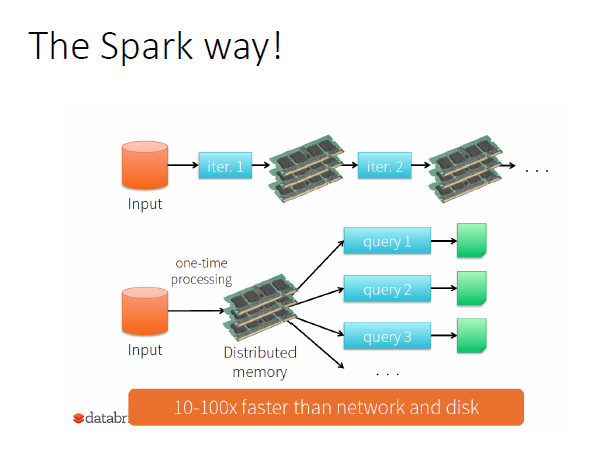 The Spark way!
iter. 1
iter. 2
. . .
Input
one-time
processing
query 1
query 2
query 3
Input
Distributed
memory
. . .
databr
10-100x faster than network and disk